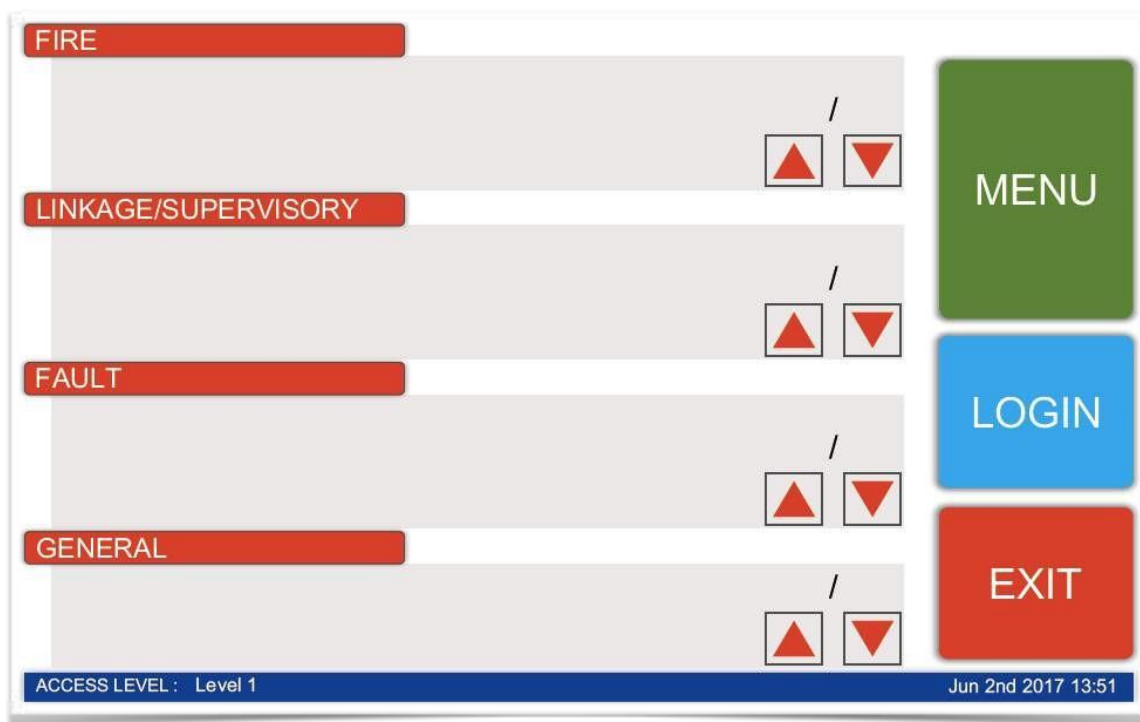 FIRE
/
MENU
LINKAGE/SUPERVISORY
/
FAULT
/
LOGIN
GENERAL
/
EXIT
ACCESS LEVEL : Level 1
Jun 2nd 2017 13:51